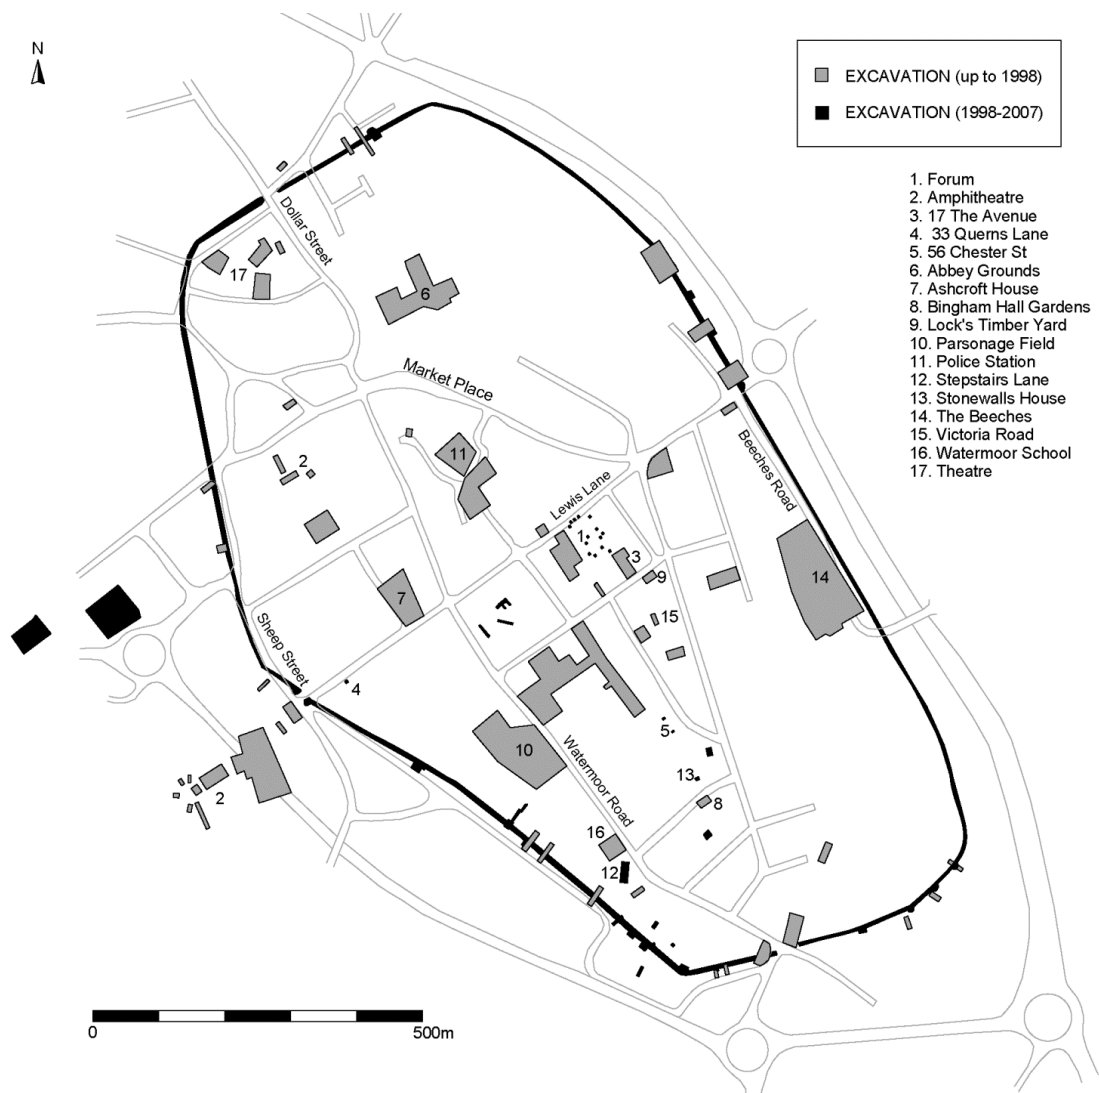 N
EXCAVATION (up to 1998)
EXCAVATION (1998-2007)
1. Forum
2. Amphitheatre
3. 17 The Avenue
4. 33 Querns Lane
5. 56 Chester St
6. Abbey Grounds
7. Ashcroft House
8. Bingham Hall Gardens
9. Lock's Timber Yard
10. Parsonage Field
11. Police Station
12. Stepstairs Lane
13. Stonewalls House
14. The Beeches
15. Victoria Road
16. Watermoor School
17. Theatre
Dollar Street
17
6
Market Place
11
2
Lewis Lane
Beeches Road
1
3
9
14
7
15
Sheep Street
4
5
10
Watermoor Road
13
2
8
16
12
0
500m